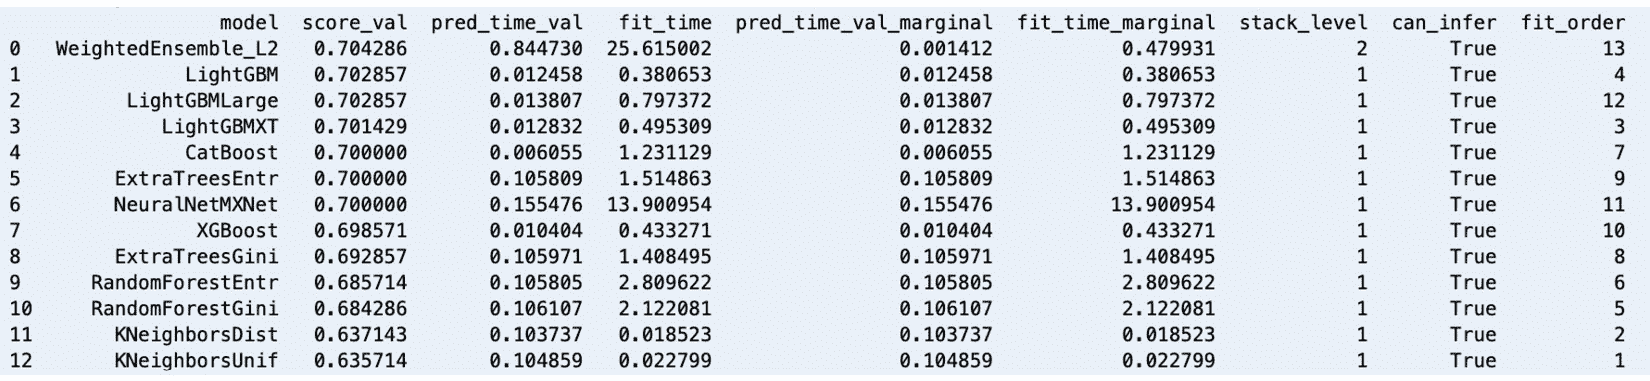 model score_val pred_time_val fit_time pred_time_val_marginal fit_time_marginal stack_level can_infer fit_order
0 WeightedEnsemble_L2 0.704286 0.844730 25.615002 0.001412 0.479931 2 True 13
1 LightGBM 0.702857 0.012458 0.380653 0.012458 0.380653 1 True 4
2 LightGBMLarge 0.702857 0.013807 0.797372 0.013807 0.797372 1 True 12
3 LightGBMXT 0.701429 0.012832 0.495309 0.012832 0.495309 1 True 3
4 CatBoost 0.700000 0.006055 1.231129 0.006055 1.231129 1 True 7
5 ExtraTreesEntr 0.700000 0.105809 1.514863 0.105809 1.514863 1 True 9
6 NeuralNetMXNet 0.700000 0.155476 13.900954 0.155476 13.900954 1 True 11
7 XGBoost 0.698571 0.010404 0.433271 0.010404 0.433271 1 True 10
8 ExtraTreesGini 0.692857 0.105971 1.408495 0.105971 1.408495 1 True 8
9 RandomForestEntr 0.685714 0.105805 2.809622 0.105805 2.809622 1 True 6
10 RandomForestGini 0.684286 0.106107 2.122081 0.106107 2.122081 1 True 5
11 KNeighborsDist 0.637143 0.103737 0.018523 0.103737 0.018523 1 True 2
12 KNeighborsUnif 0.635714 0.104859 0.022799 0.104859 0.022799 1 True 1